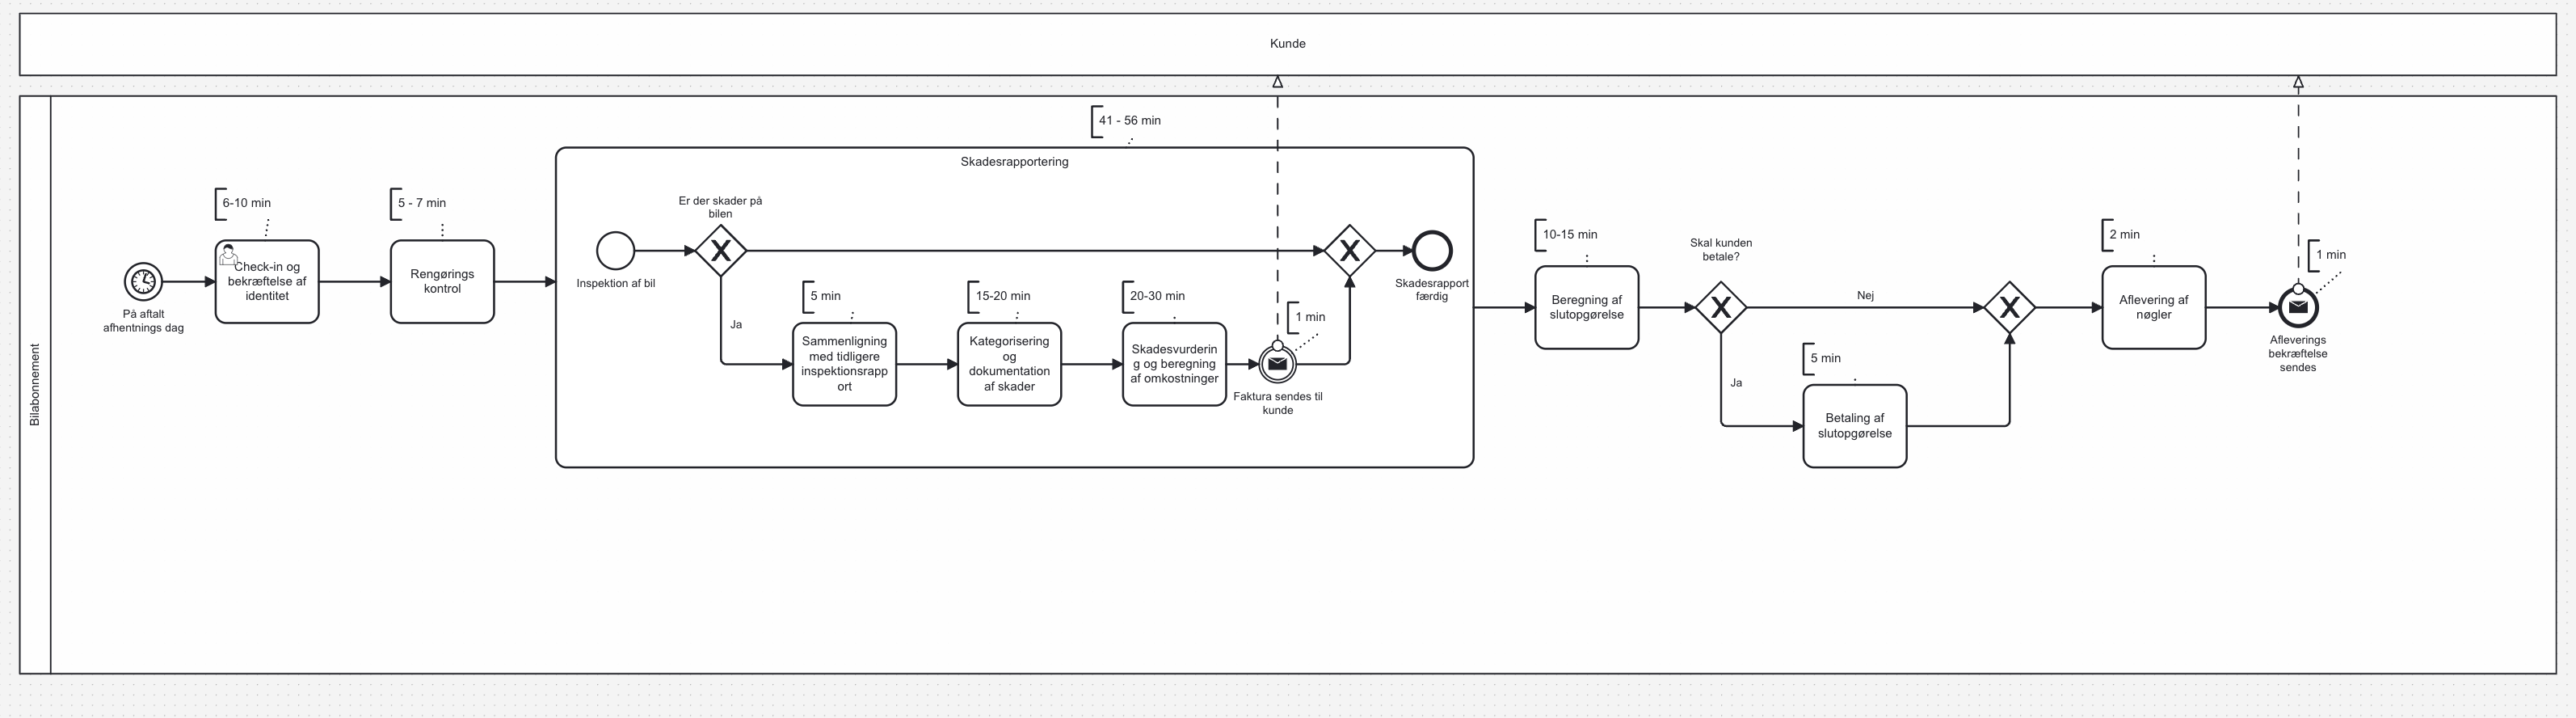 Kunde
Bilabonnement
På aftalt
afhentnings dag
6-10 min
Check-in og
bekræftelse af
identitet
5 - 7 min
Rengørings
kontrol
41 - 56 min
Skadesrapportering
Inspektion af bil
Er der skader på
bilen
Ja
5 min
Sammenligning
med tidligere
inspektionsrapp
ort
15-20 min
Kategorisering
og
dokumentation
af skader
20-30 min
Skadesvurderin
g og beregning
af omkostninger
1 min
Faktura sendes til
kunde
Skadesrapport
færdig
10-15 min
Beregning af
slutopgørelse
Skal kunden
betale?
Nej
Ja
5 min
Betaling af
slutopgørelse
2 min
Aflevering af
nøgler
1 min
Afleverings
bekræftelse
sendes